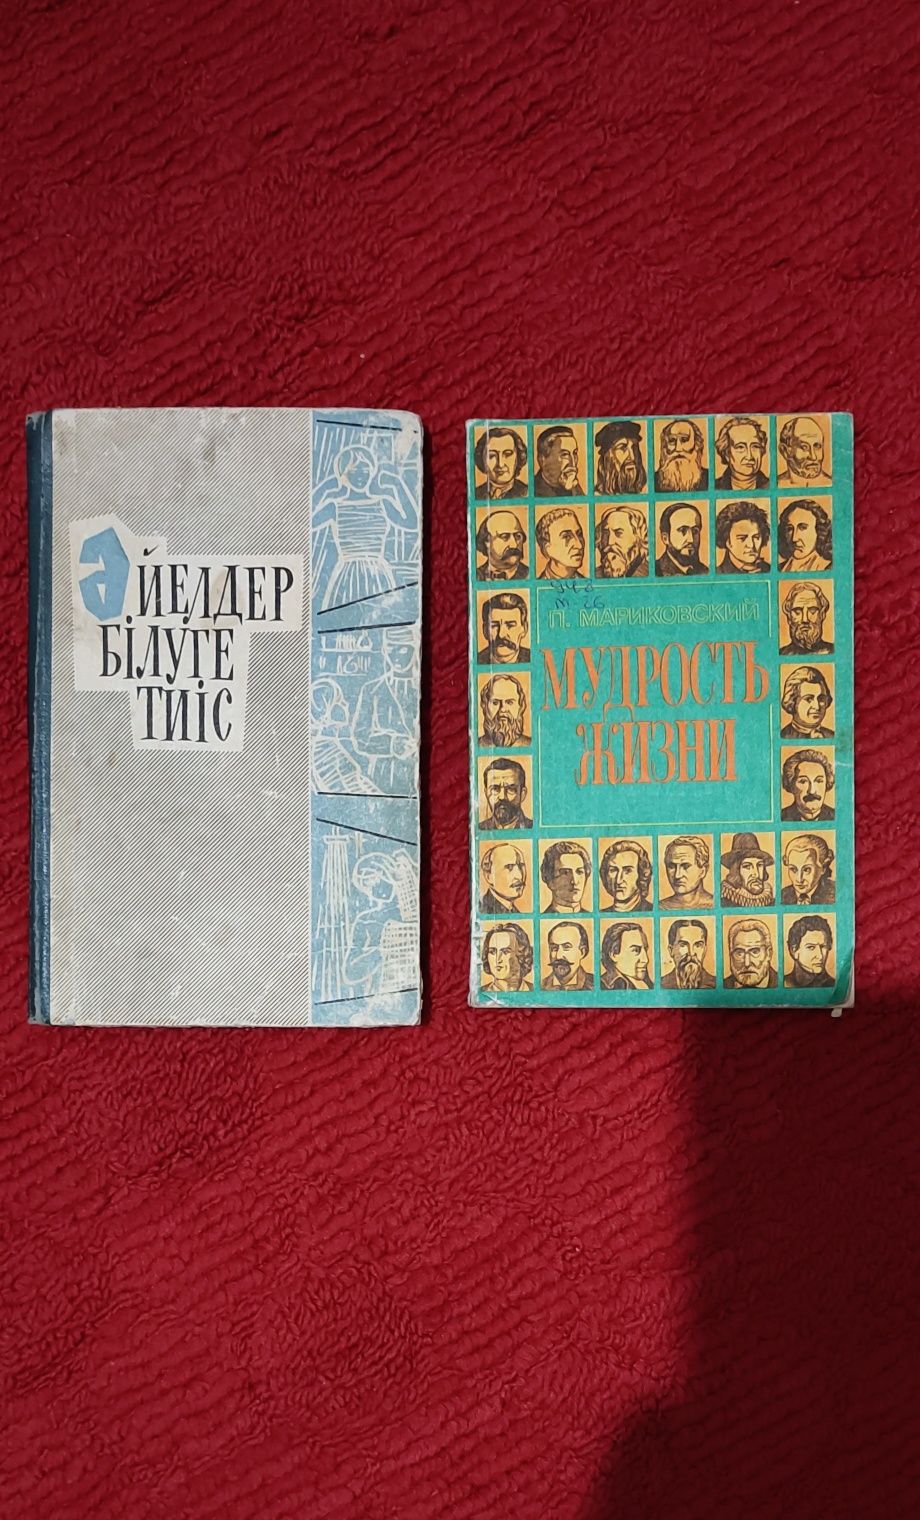 ӘЙЕЛДЕР
БІЛУГЕ
ТИІС
П. МАРИКОВСКИЙ
МУДРОСТЬ
ЖИЗНИ